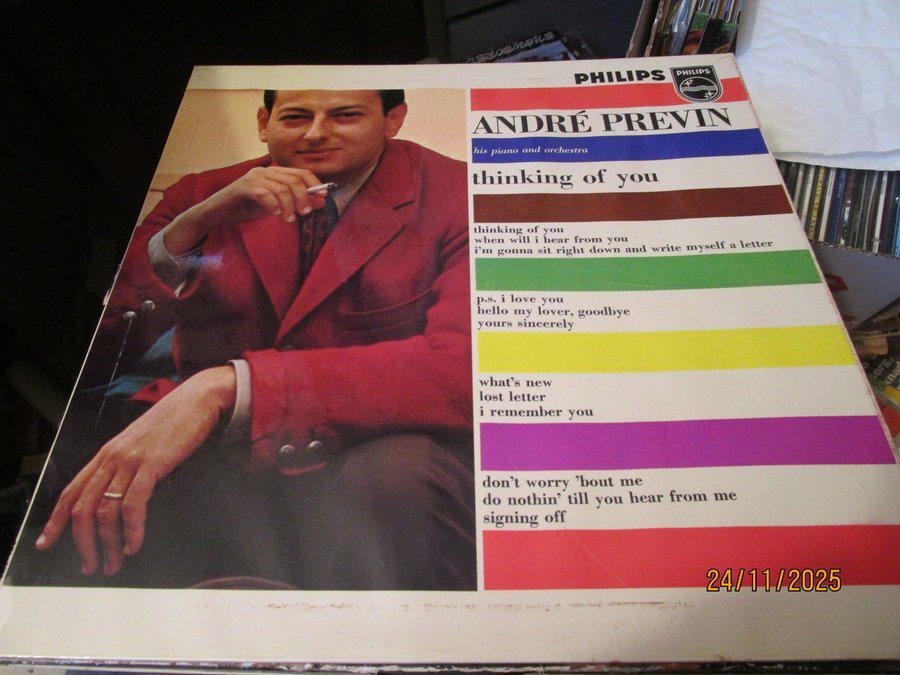 PHILIPS
PHILIPS
ANDRÉ PREVIN
his piano and orchestra
thinking of you
thinking of you
when will i hear from you
i'm gonna sit right down and write myself a letter
p.s. i love you
hello my lover, goodbye
yours sincerely
what's new
lost letter
i remember you
don't worry 'bout me
do nothin' till you hear from me
signing off
24/11/2025